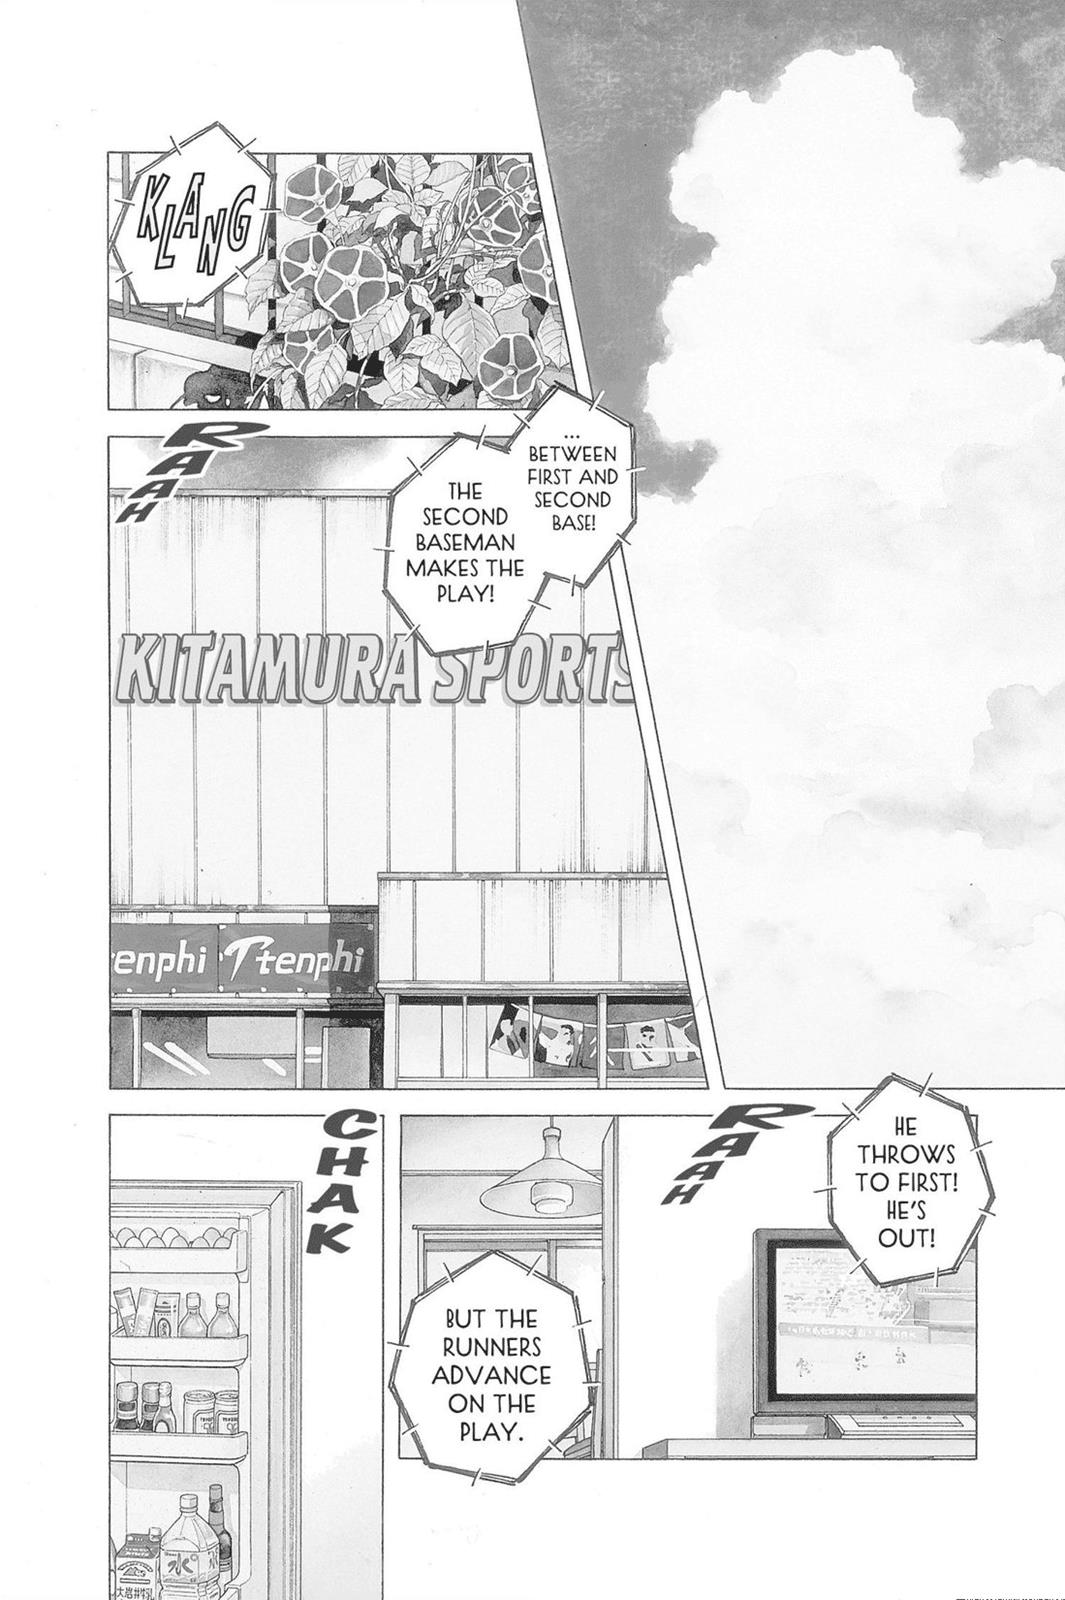 KLANG
...
BETWEEN
FIRST AND
SECOND
BASE!
THE
SECOND
BASEMAN
MAKES THE
PLAY!
RAAH
KITAMURA SPORTS
tenphi
tenphi
HE
THROWS
TO FIRST!
HE'S
OUT!
RAAH
BUT THE
RUNNERS
ADVANCE
ON THE
PLAY.
CHAK
水